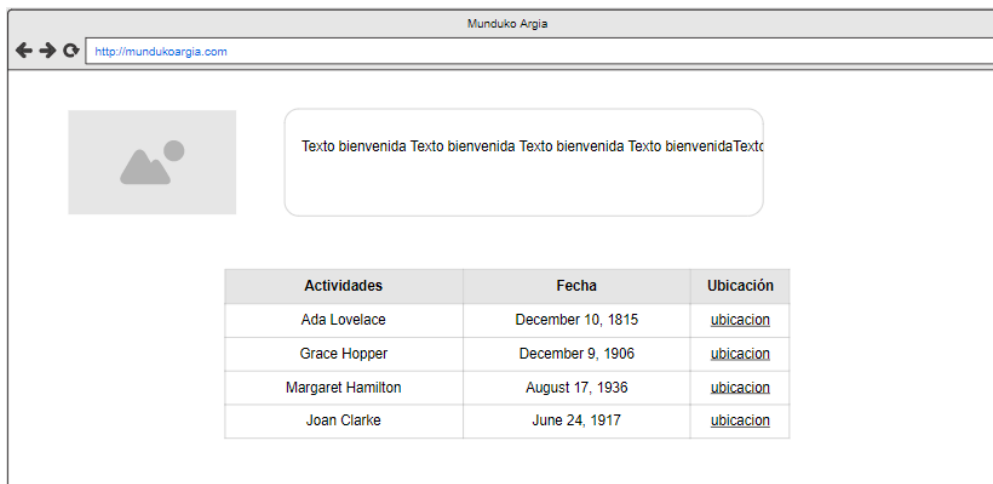 Munduko Argia
http://mundukoargia.com
Texto bienvenida Texto bienvenida Texto bienvenida Texto bienvenidaTexto
Actividades Fecha Ubicación
Ada Lovelace December 10, 1815 ubicacion
Grace Hopper December 9, 1906 ubicacion
Margaret Hamilton August 17, 1936 ubicacion
Joan Clarke June 24, 1917 ubicacion